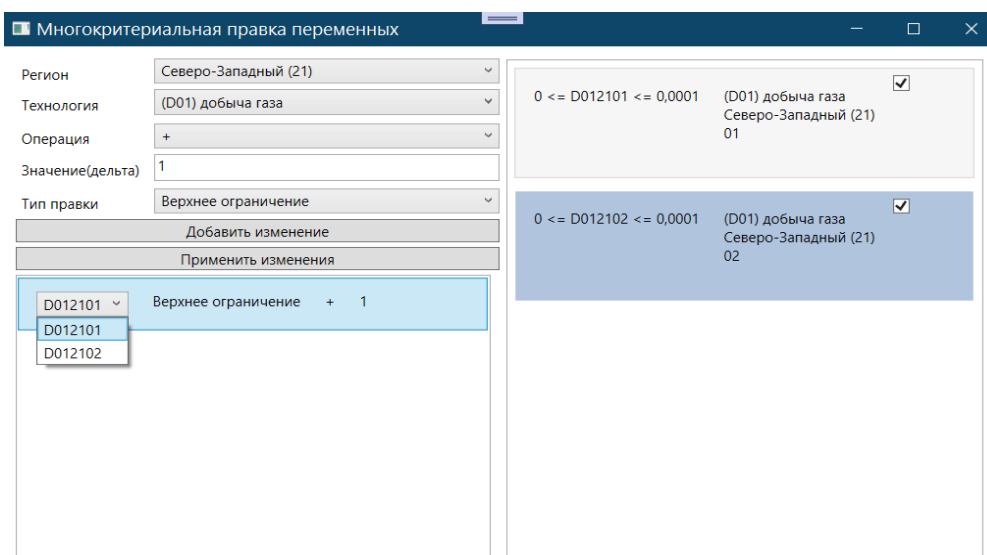 Многокритериальная правка переменных
Регион
Северо-Западный (21)
Технология
(D01) добыча газа
Операция
+
Значение(дельта)
1
Тип правки
Верхнее ограничение
Добавить изменение
Применить изменения
D012101
Верхнее ограничение + 1
D012101
D012102
0 <= D012101 <= 0,0001
(D01) добыча газа
Северо-Западный (21)
01
0 <= D012102 <= 0,0001
(D01) добыча газа
Северо-Западный (21)
02